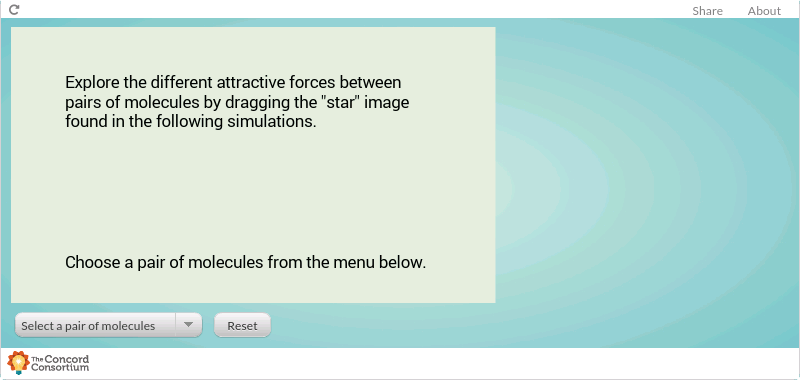 Share About
Explore the different attractive forces between
pairs of molecules by dragging the "star" image
found in the following simulations.
Choose a pair of molecules from the menu below.
Select a pair of molecules Reset
The Concord
Consortium